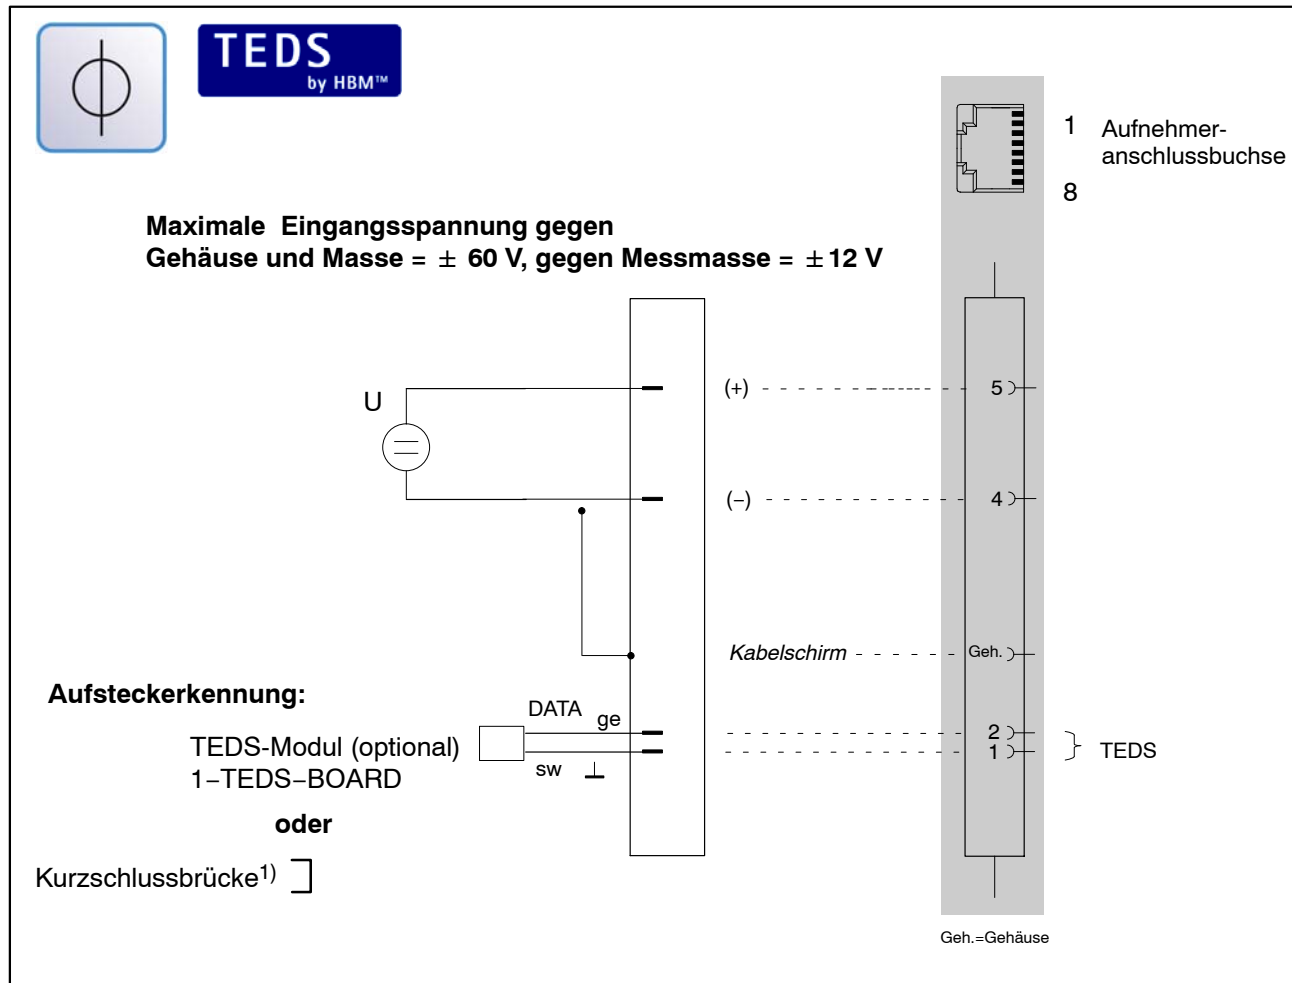 TEDS
by HBM™
1
Aufnehmer-
anschlussbuchse
8
Maximale Eingangsspannung gegen
Gehäuse und Masse = ± 60 V, gegen Messmasse = ±12 V
U
(+)
5
(−)
4
Kabelschirm
Geh.
Aufsteckerkennung:
DATA
ge
2
TEDS-Modul (optional)
1
TEDS
sw
1−TEDS−BOARD
oder
Kurzschlussbrücke1)
Geh.=Gehäuse